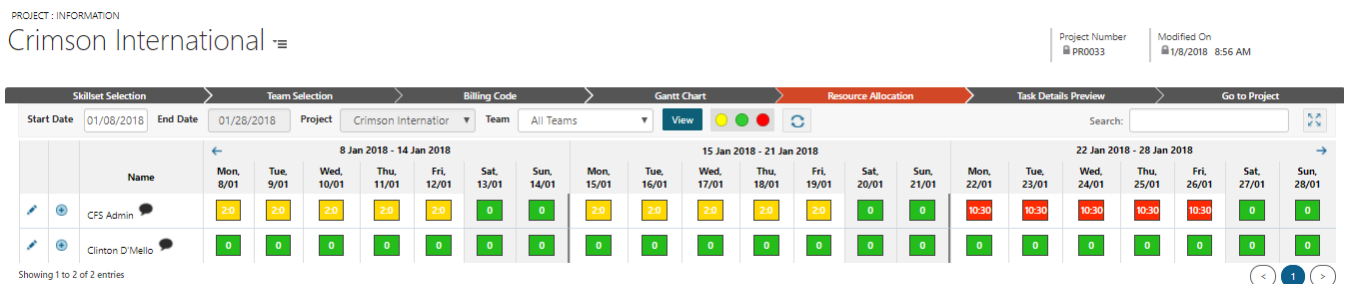 PROJECT : INFORMATION
Crimson International
Project Number
PR0033
Modified On
1/8/2018 8:56 AM
Skillset Selection Team Selection Billing Code Gantt Chart Resource Allocation Task Details Preview Go to Project
Start Date 01/08/2018 End Date 01/28/2018 Project Crimson Internatior Team All Teams View Search:
8 Jan 2018 - 14 Jan 2018 15 Jan 2018 - 21 Jan 2018 22 Jan 2018 - 28 Jan 2018
Name Mon, Tue, Wed, Thu, Fri, Sat, Sun, Mon, Tue, Wed, Thu, Fri, Sat, Sun, Mon, Tue, Wed, Thu, Fri, Sat, Sun,
8/01 9/01 10/01 11/01 12/01 13/01 14/01 15/01 16/01 17/01 18/01 19/01 20/01 21/01 22/01 23/01 24/01 25/01 26/01 27/01 28/01
CFS Admin 2:0 2:0 2:0 2:0 2:0 0 0 2:0 2:0 2:0 2:0 2:0 0 0 10:30 10:30 10:30 10:30 10:30 0 0
Clinton D'Mello 0 0 0 0 0 0 0 0 0 0 0 0 0 0 0 0 0 0 0 0 0
Showing 1 to 2 of 2 entries < 1 >